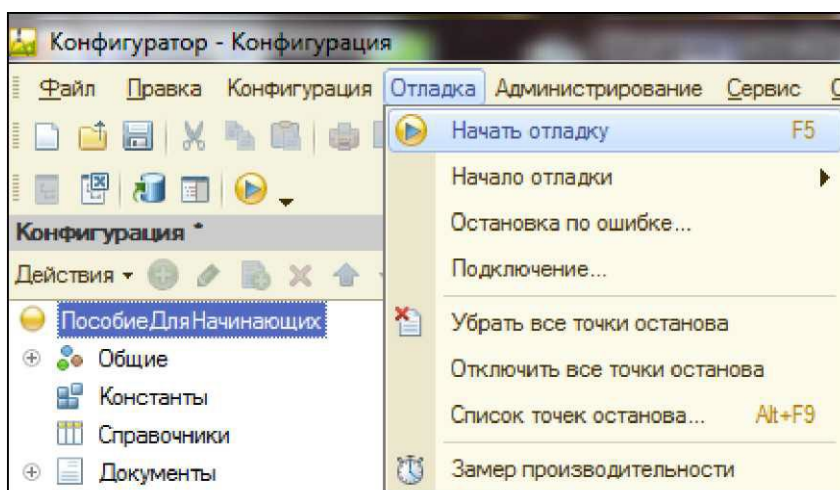 Конфигуратор - Конфигурация
Файл Правка Конфигурация Отладка Администрирование Сервис
Начать отладку F5
Начало отладки
Остановка по ошибке...
Подключение...
Убрать все точки останова
Отключить все точки останова
Список точек останова... Alt+F9
Замер производительности
Конфигурация *
Действия
ПособиеДляНачинающих
Общие
Константы
Справочники
Документы